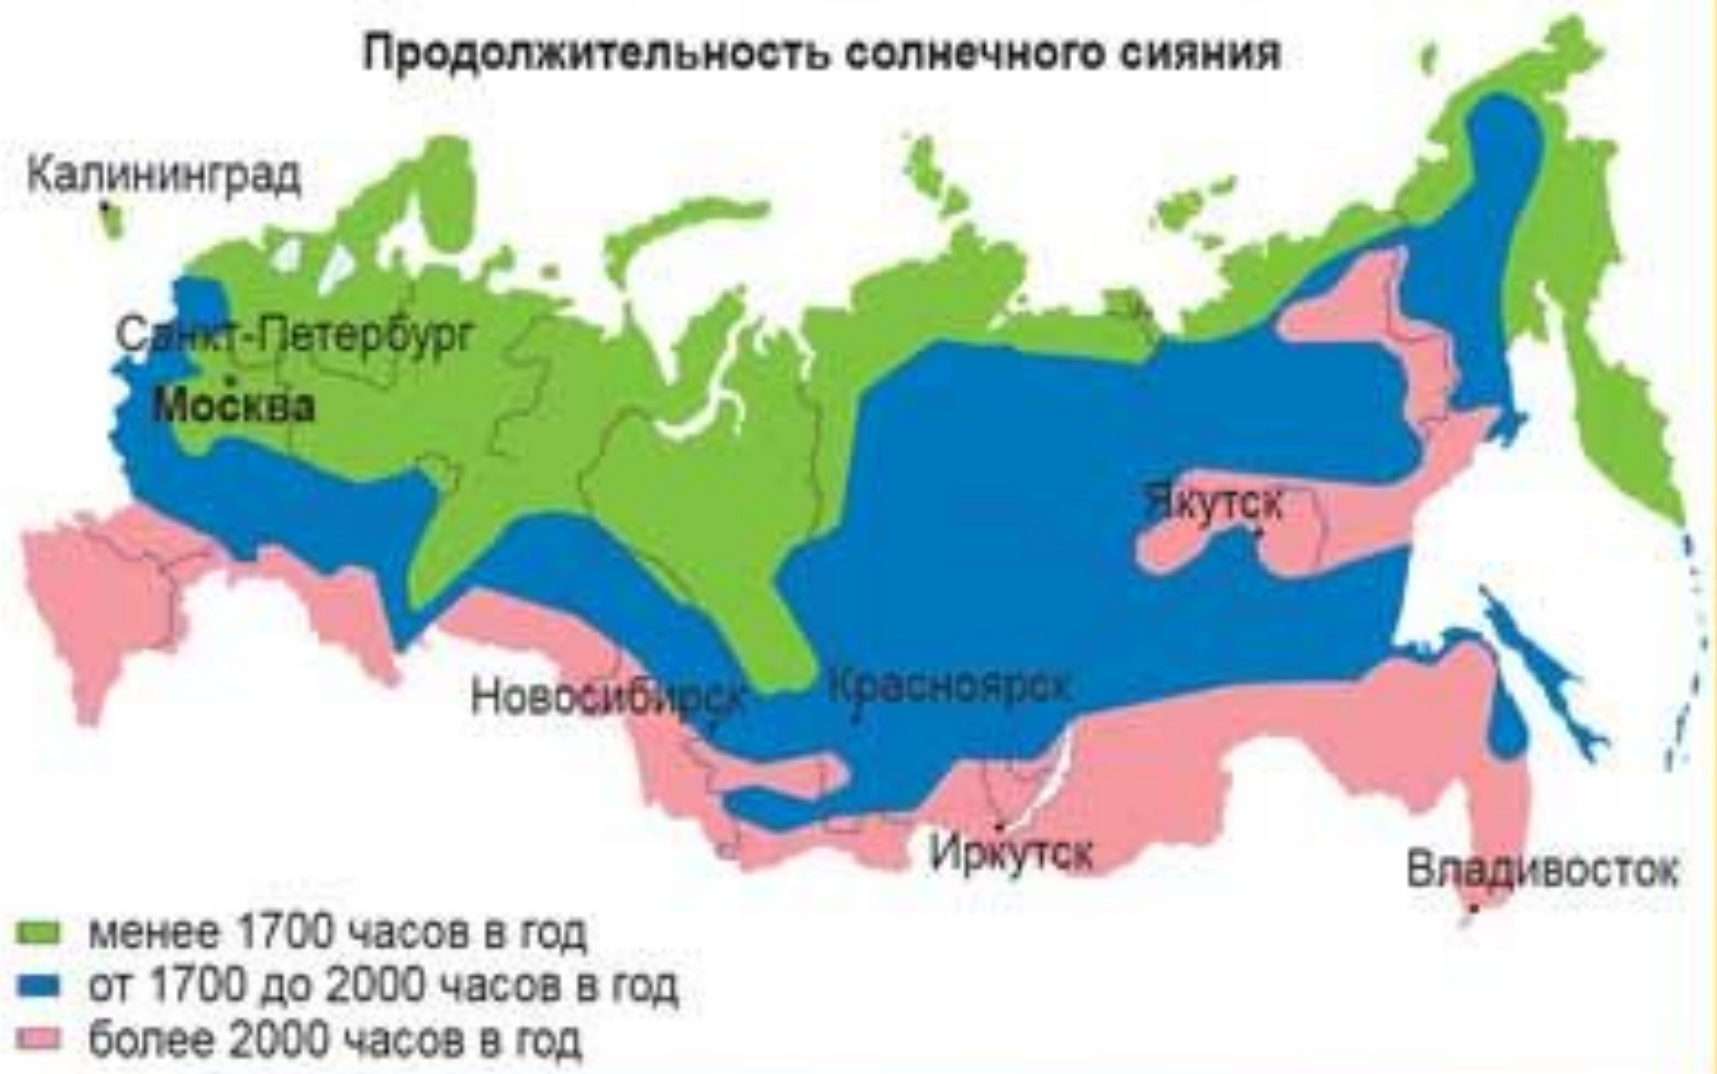 Продолжительность солнечного сияния
Калининград
Санкт-Петербург
Москва
Якутск
Новосибирск
Красноярск
Иркутск
Владивосток
менее 1700 часов в год
от 1700 до 2000 часов в год
более 2000 часов в год